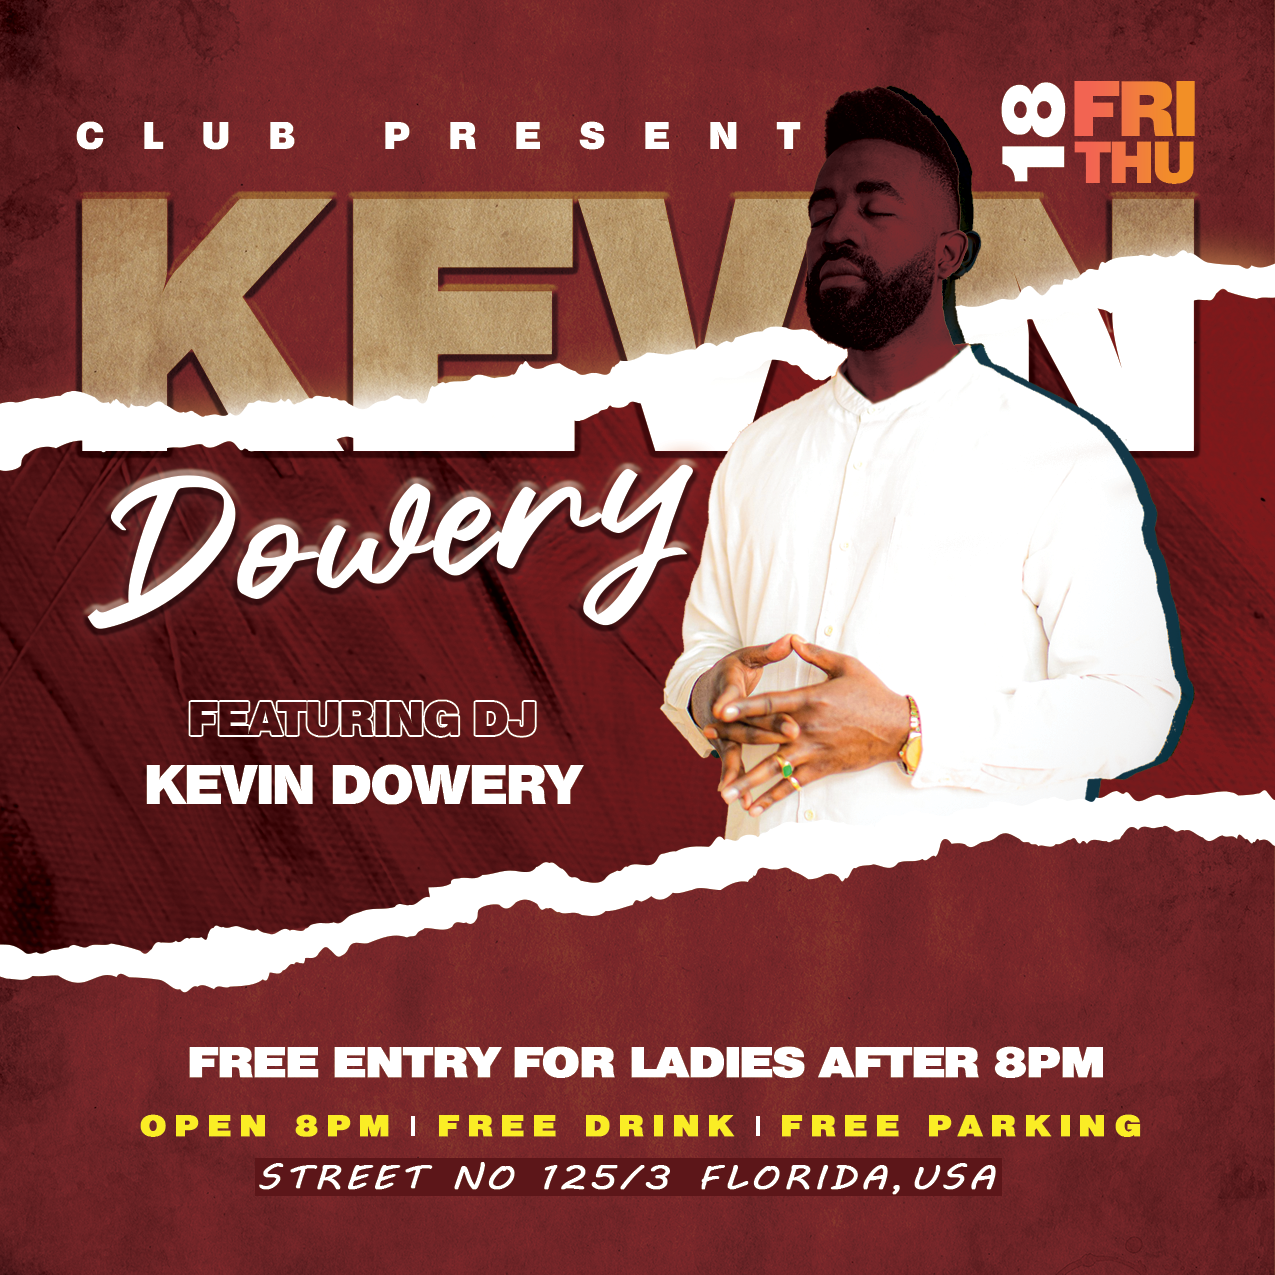 CLUB PRESENT
18
FRI
THU
KEVIN
Dowery
FEATURING DJ
KEVIN DOWERY
FREE ENTRY FOR LADIES AFTER 8PM
OPEN 8PM | FREE DRINK | FREE PARKING
STREET NO 125/3 FLORIDA,USA